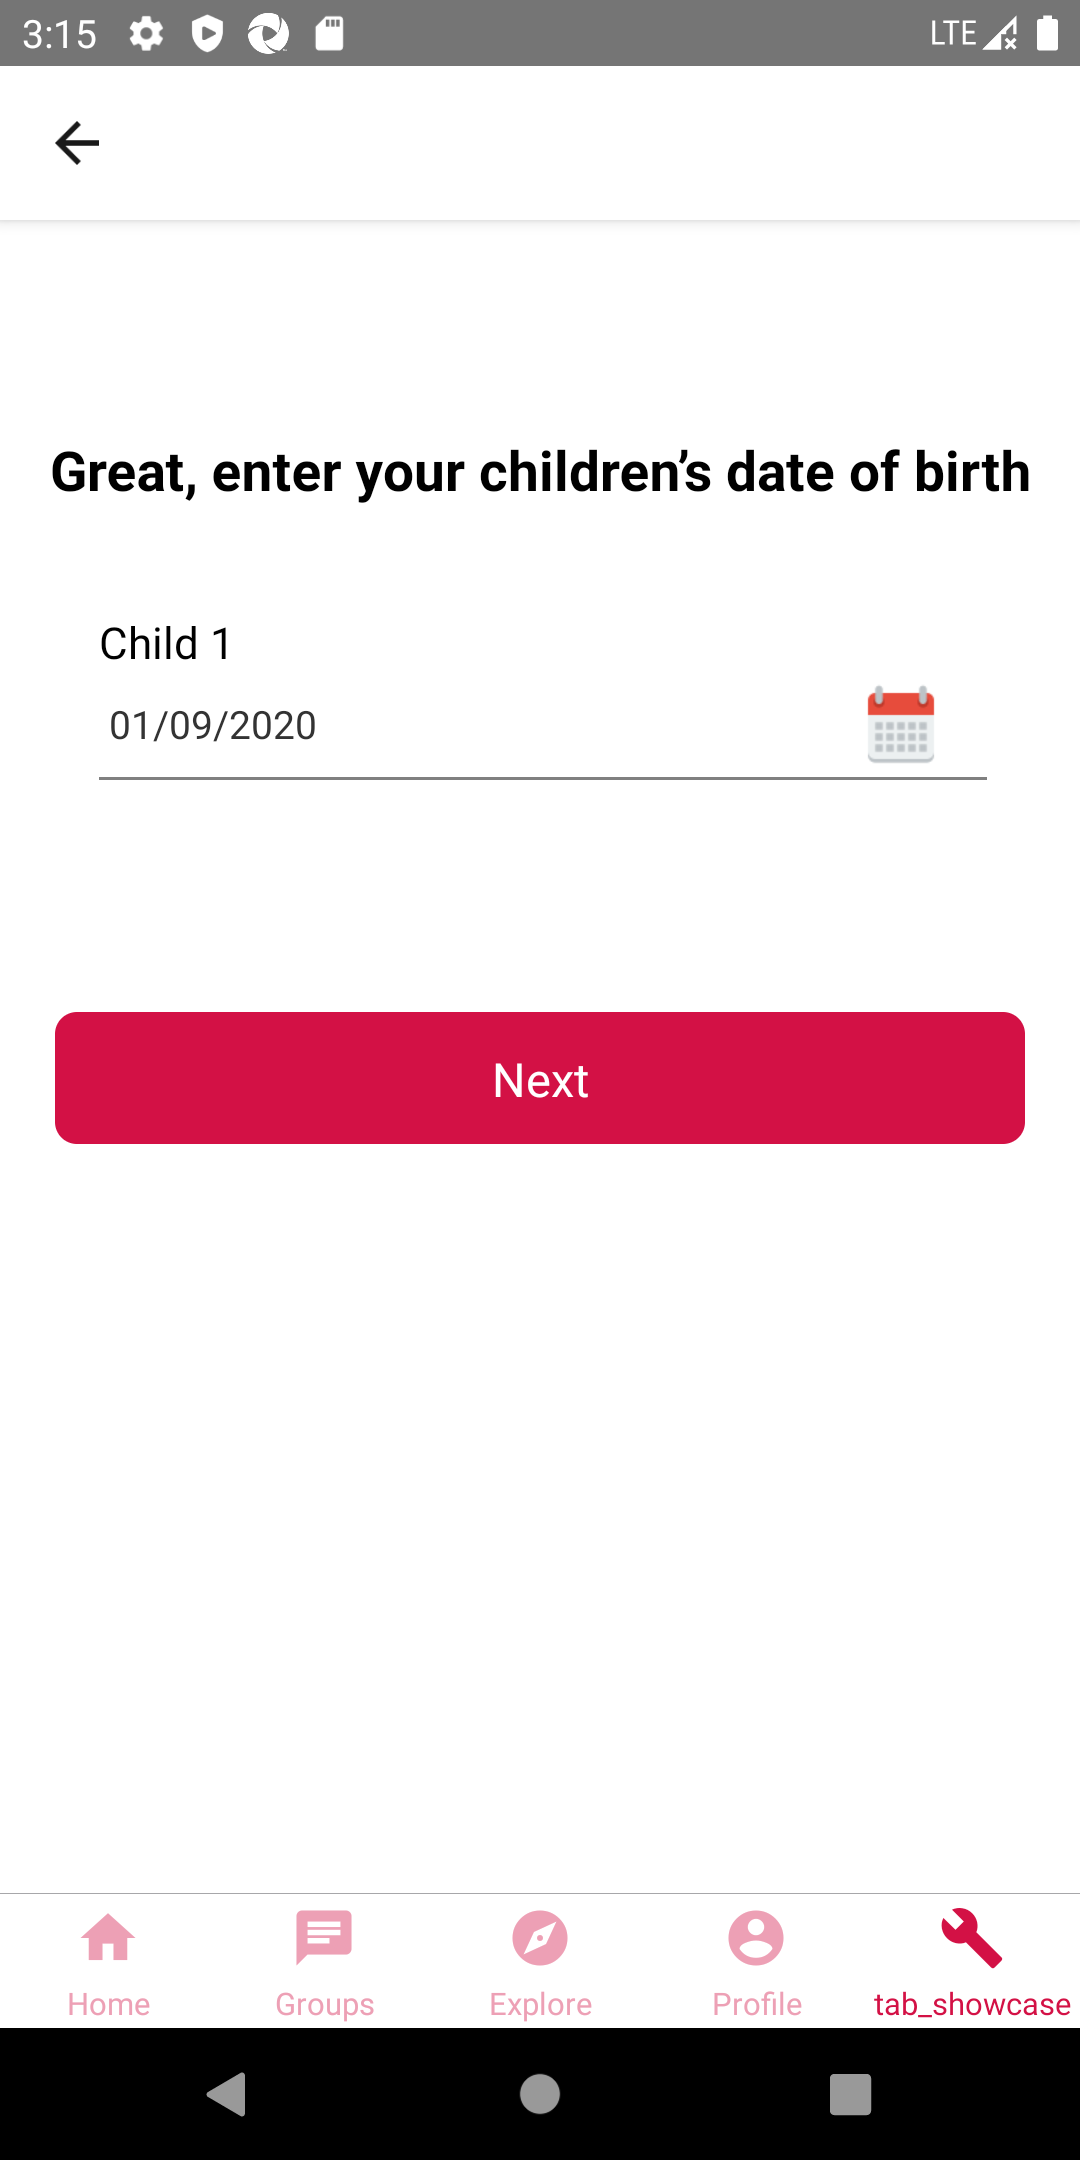 3:15
LTE
Great, enter your children’s date of birth
Child 1
01/09/2020
Next
Home Groups Explore Profile tab_showcase